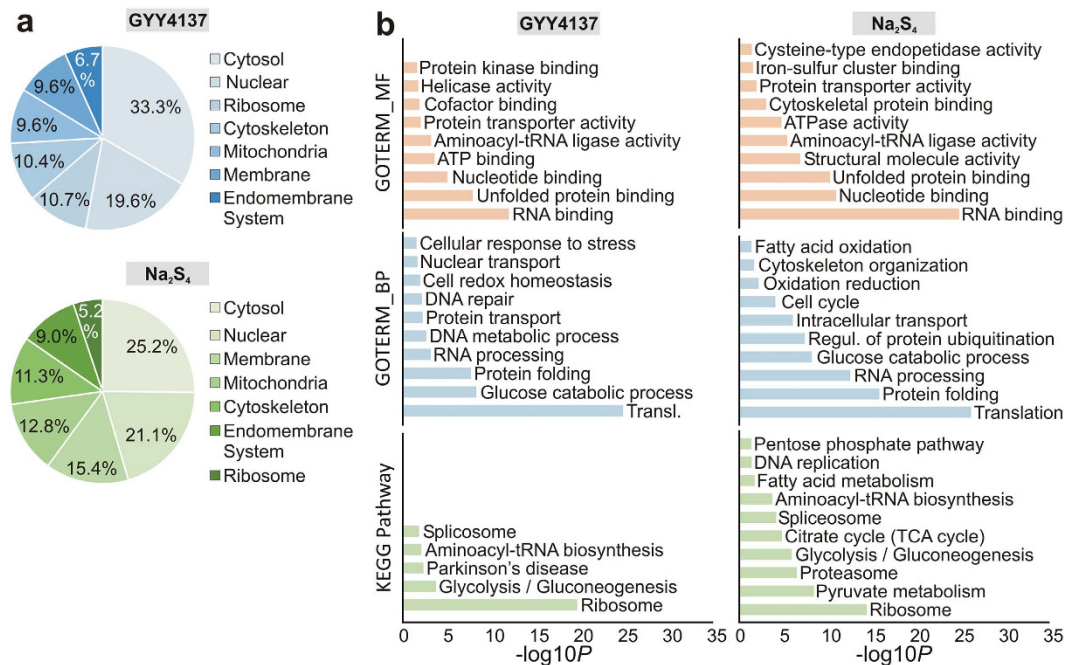 a
GYY4137
33.3%
19.6%
10.7%
10.4%
9.6%
9.6%
6.7
%
Cytosol
Nuclear
Ribosome
Cytoskeleton
Mitochondria
Membrane
Endomembrane
System
Na₂S₄
25.2%
21.1%
15.4%
12.8%
11.3%
9.0%
5.2
%
Cytosol
Nuclear
Membrane
Mitochondria
Cytoskeleton
Endomembrane
System
Ribosome
b
GYY4137
GOTERM_MF
Protein kinase binding
Helicase activity
Cofactor binding
Protein transporter activity
Aminoacyl-tRNA ligase activity
ATP binding
Nucleotide binding
Unfolded protein binding
RNA binding
GOTERM_BP
Cellular response to stress
Nuclear transport
Cell redox homeostasis
DNA repair
Protein transport
DNA metabolic process
RNA processing
Protein folding
Glucose catabolic process
Transl.
KEGG Pathway
Splicosome
Aminoacyl-tRNA biosynthesis
Parkinson's disease
Glycolysis / Gluconeogenesis
Ribosome
0 5 10 15 20 25 30 35
-log10P
Na₂S₄
Cysteine-type endopetidase activity
Iron-sulfur cluster binding
Protein transporter activity
Cytoskeletal protein binding
ATPase activity
Aminoacyl-tRNA ligase activity
Structural molecule activity
Unfolded protein binding
Nucleotide binding
RNA binding
Fatty acid oxidation
Cytoskeleton organization
Oxidation reduction
Cell cycle
Intracellular transport
Regul. of protein ubiquitination
Glucose catabolic process
RNA processing
Protein folding
Translation
Pentose phosphate pathway
DNA replication
Fatty acid metabolism
Aminoacyl-tRNA biosynthesis
Spliceosome
Citrate cycle (TCA cycle)
Glycolysis / Gluconeogenesis
Proteasome
Pyruvate metabolism
Ribosome
0 5 10 15 20 25 30 35
-log10P